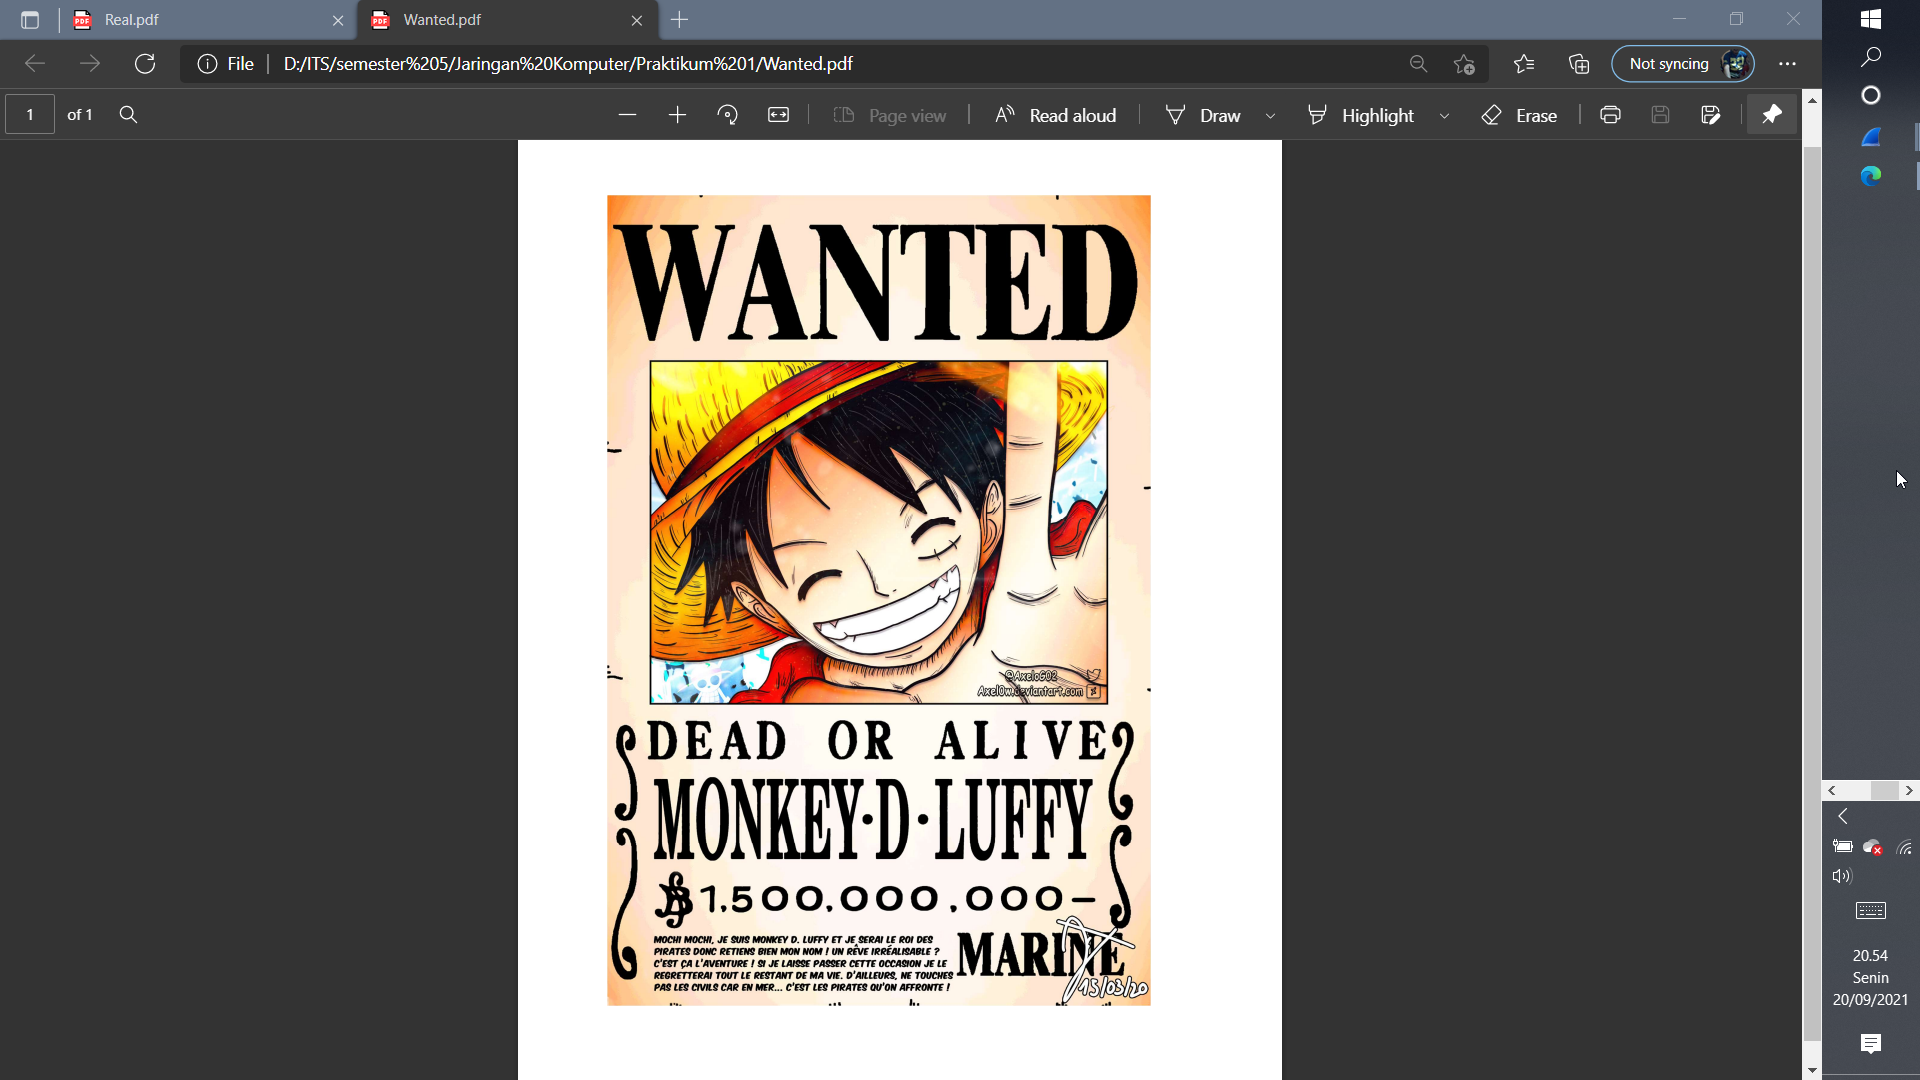 Real.pdf
Wanted.pdf
File
D:/ITS/semester%205/Jaringan%20Komputer/Praktikum%201/Wanted.pdf
Not syncing
1
of 1
Page view
Read aloud
Draw
Highlight
Erase
WANTED
@Axelo602
Axel0w.deviantart.com
DEAD OR ALIVE
MONKEY·D·LUFFY
฿1,500,000,000-
MOCHI MOCHI, JE SUIS MONKEY D. LUFFY ET JE SERAI LE ROI DES
PIRATES DONC RETIENS BIEN MON NOM ! UN RÊVE IRRÉALISABLE ?
C'EST ÇA L'AVENTURE ! SI JE LAISSE PASSER CETTE OCCASION JE LE
REGRETTERAI TOUT LE RESTANT DE MA VIE. D'AILLEURS, NE TOUCHES
PAS LES CIVILS CAR EN MER... C'EST LES PIRATES QU'ON AFFRONTE !
MARINE
15/03/20
20.54
Senin
20/09/2021